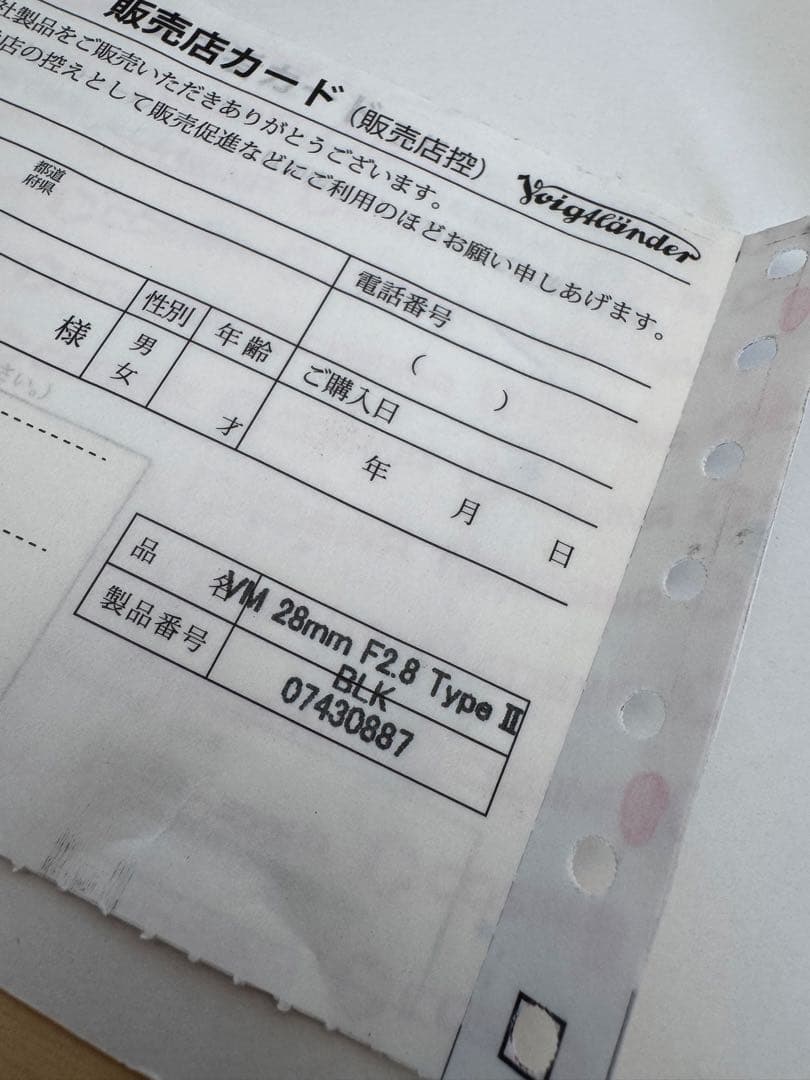 販売店カード(販売店控)
社製品をご販売いただきありがとうございます。
店の控えとして販売促進などにご利用のほどお願い申しあげます。
Voigtländer
都道
府県
電話番号
( )
様
性別
男
女
年齢
才
ご購入日
年 月 日
品 名
VM 28mm F2.8 Type II
BLK
製品番号
07430887